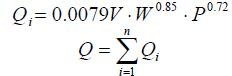 Q_i = 0.0079V · W^0.85 · P^0.72
Q = ∑_{i=1}^{n} Q_i